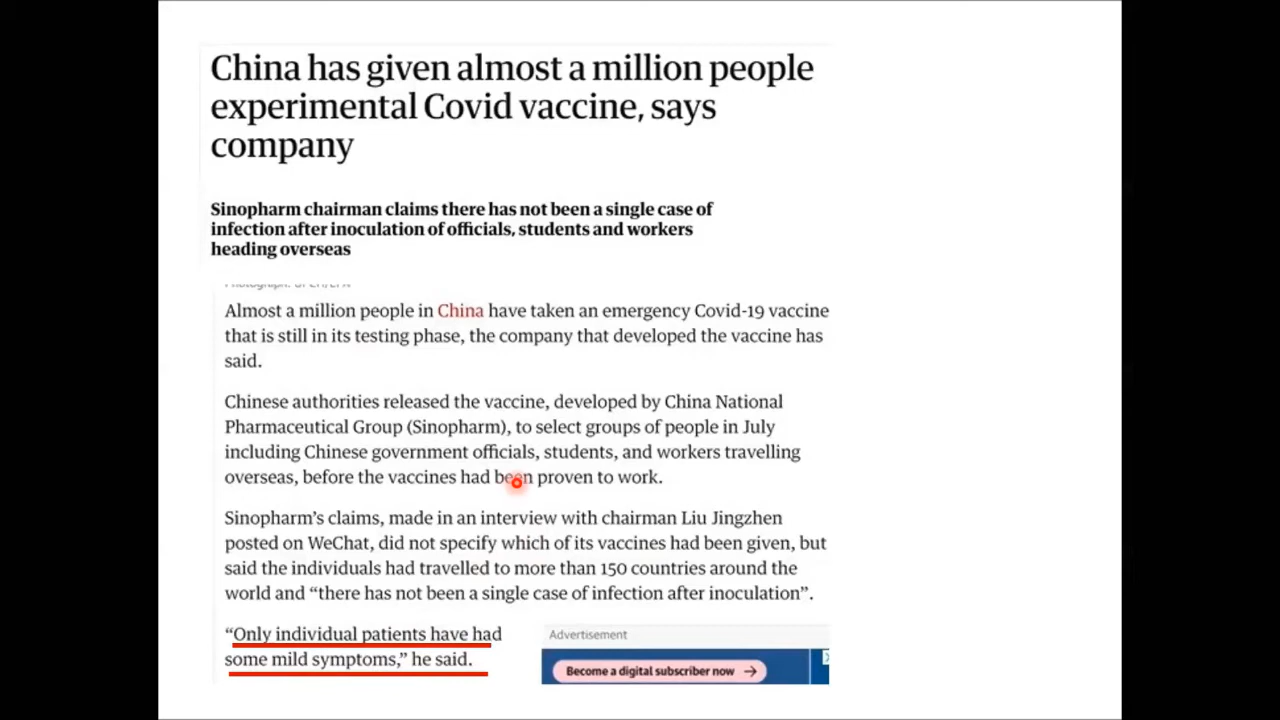 China has given almost a million people
experimental Covid vaccine, says
company
Sinopharm chairman claims there has not been a single case of
infection after inoculation of officials, students and workers
heading overseas
Almost a million people in China have taken an emergency Covid-19 vaccine
that is still in its testing phase, the company that developed the vaccine has
said.
Chinese authorities released the vaccine, developed by China National
Pharmaceutical Group (Sinopharm), to select groups of people in July
including Chinese government officials, students, and workers travelling
overseas, before the vaccines had been proven to work.
Sinopharm’s claims, made in an interview with chairman Liu Jingzhen
posted on WeChat, did not specify which of its vaccines had been given, but
said the individuals had travelled to more than 150 countries around the
world and “there has not been a single case of infection after inoculation”.
“Only individual patients have had
some mild symptoms,” he said.
Advertisement
Become a digital subscriber now →